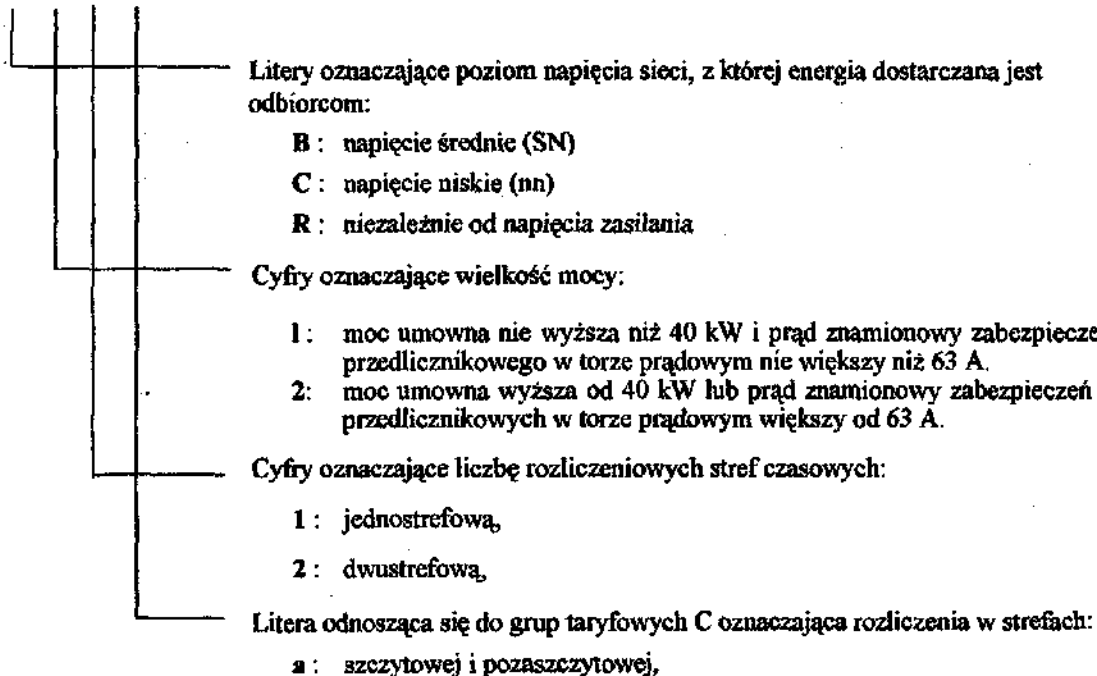 Litery oznaczające poziom napięcia sieci, z której energia dostarczana jest
odbiorcom:
B : napięcie średnie (SN)
C : napięcie niskie (nn)
R : niezależnie od napięcia zasilania
Cyfry oznaczające wielkość mocy:
1 : moc umowna nie wyższa niż 40 kW i prąd znamionowy zabezpiecze
przedlicznikowego w torze prądowym nie większy niż 63 A.
2: moc umowna wyższa od 40 kW lub prąd znamionowy zabezpieczeń
przedlicznikowych w torze prądowym większy od 63 A.
Cyfry oznaczające liczbę rozliczeniowych stref czasowych:
1 : jednostrefową,
2 : dwustrefową,
Litera odnosząca się do grup taryfowych C oznaczająca rozliczenia w strefach:
a : szczytowej i pozaszczytowej,